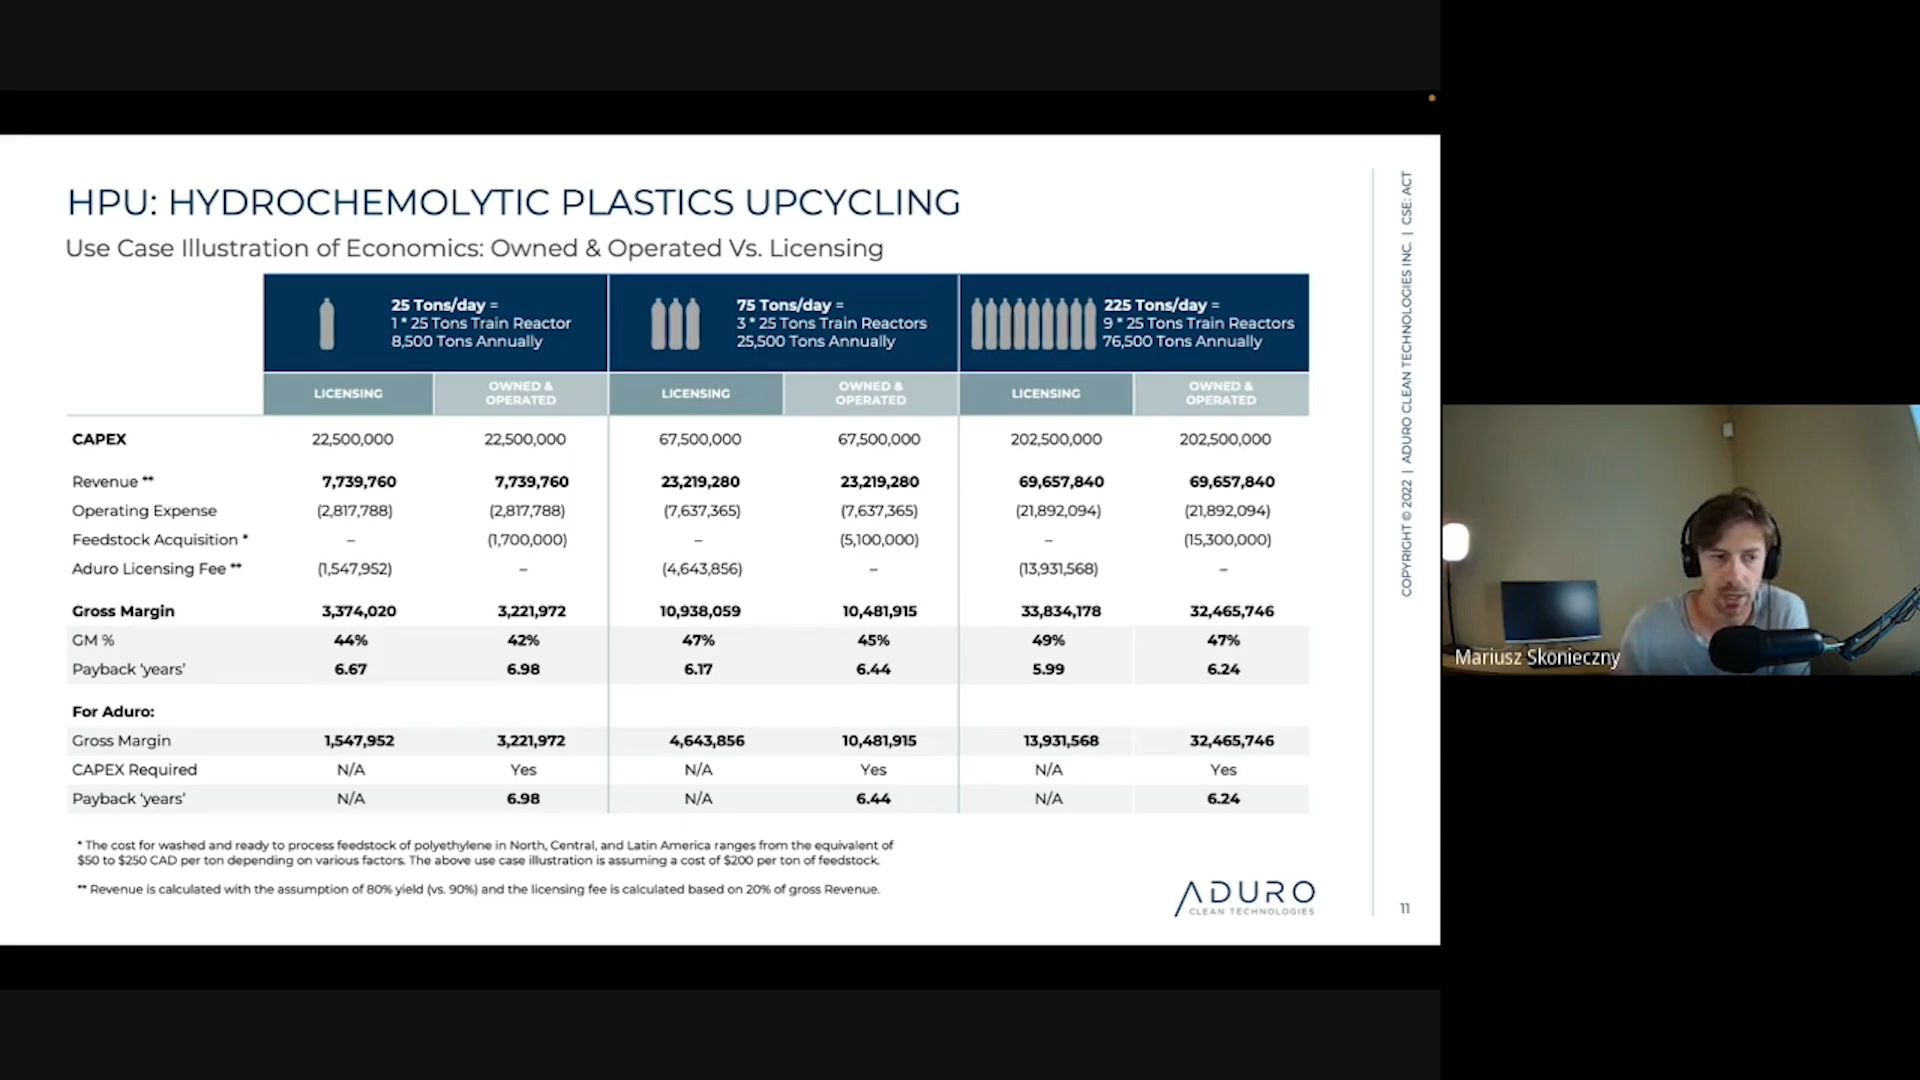 HPU: HYDROCHEMOLYTIC PLASTICS UPCYCLING
Use Case Illustration of Economics: Owned & Operated Vs. Licensing
25 Tons/day =
1 * 25 Tons Train Reactor
8,500 Tons Annually
75 Tons/day =
3 * 25 Tons Train Reactors
25,500 Tons Annually
225 Tons/day =
9 * 25 Tons Train Reactors
76,500 Tons Annually
LICENSING OWNED & OPERATED LICENSING OWNED & OPERATED LICENSING OWNED & OPERATED
CAPEX 22,500,000 22,500,000 67,500,000 67,500,000 202,500,000 202,500,000
Revenue ** 7,739,760 7,739,760 23,219,280 23,219,280 69,657,840 69,657,840
Operating Expense (2,817,788) (2,817,788) (7,637,365) (7,637,365) (21,892,094) (21,892,094)
Feedstock Acquisition * – (1,700,000) – (5,100,000) – (15,300,000)
Aduro Licensing Fee ** (1,547,952) – (4,643,856) – (13,931,568) –
Gross Margin 3,374,020 3,221,972 10,938,059 10,481,915 33,834,178 32,465,746
GM % 44% 42% 47% 45% 49% 47%
Payback ‘years’ 6.67 6.98 6.17 6.44 5.99 6.24
For Aduro:
Gross Margin 1,547,952 3,221,972 4,643,856 10,481,915 13,931,568 32,465,746
CAPEX Required N/A Yes N/A Yes N/A Yes
Payback ‘years’ N/A 6.98 N/A 6.44 N/A 6.24
* The cost for washed and ready to process feedstock of polyethylene in North, Central, and Latin America ranges from the equivalent of
$50 to $250 CAD per ton depending on various factors. The above use case illustration is assuming a cost of $200 per ton of feedstock.
** Revenue is calculated with the assumption of 80% yield (vs. 90%) and the licensing fee is calculated based on 20% of gross Revenue.
ADURO
CLEAN TECHNOLOGIES
11
COPYRIGHT © 2022 | ADURO CLEAN TECHNOLOGIES INC. | CSE: ACT
Mariusz Skonieczny